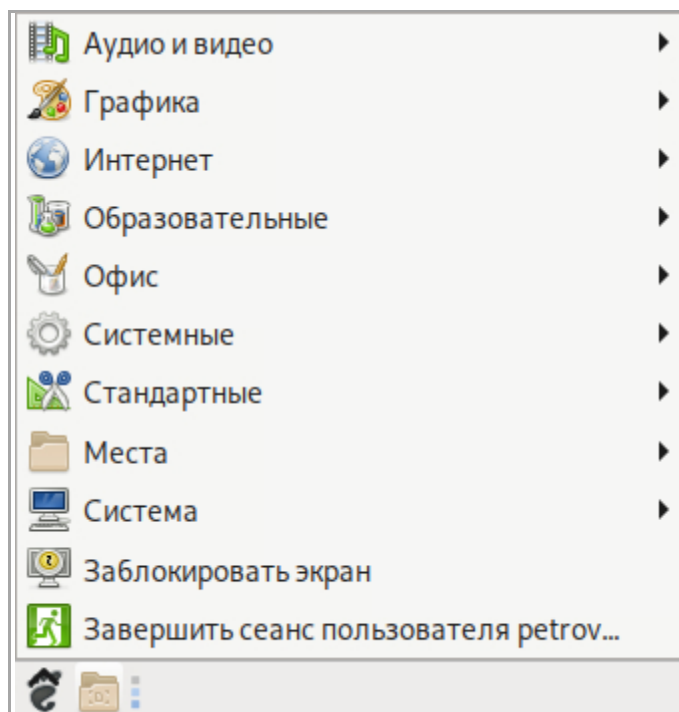 Аудио и видео
Графика
Интернет
Образовательные
Офис
Системные
Стандартные
Места
Система
Заблокировать экран
Завершить сеанс пользователя petrov...